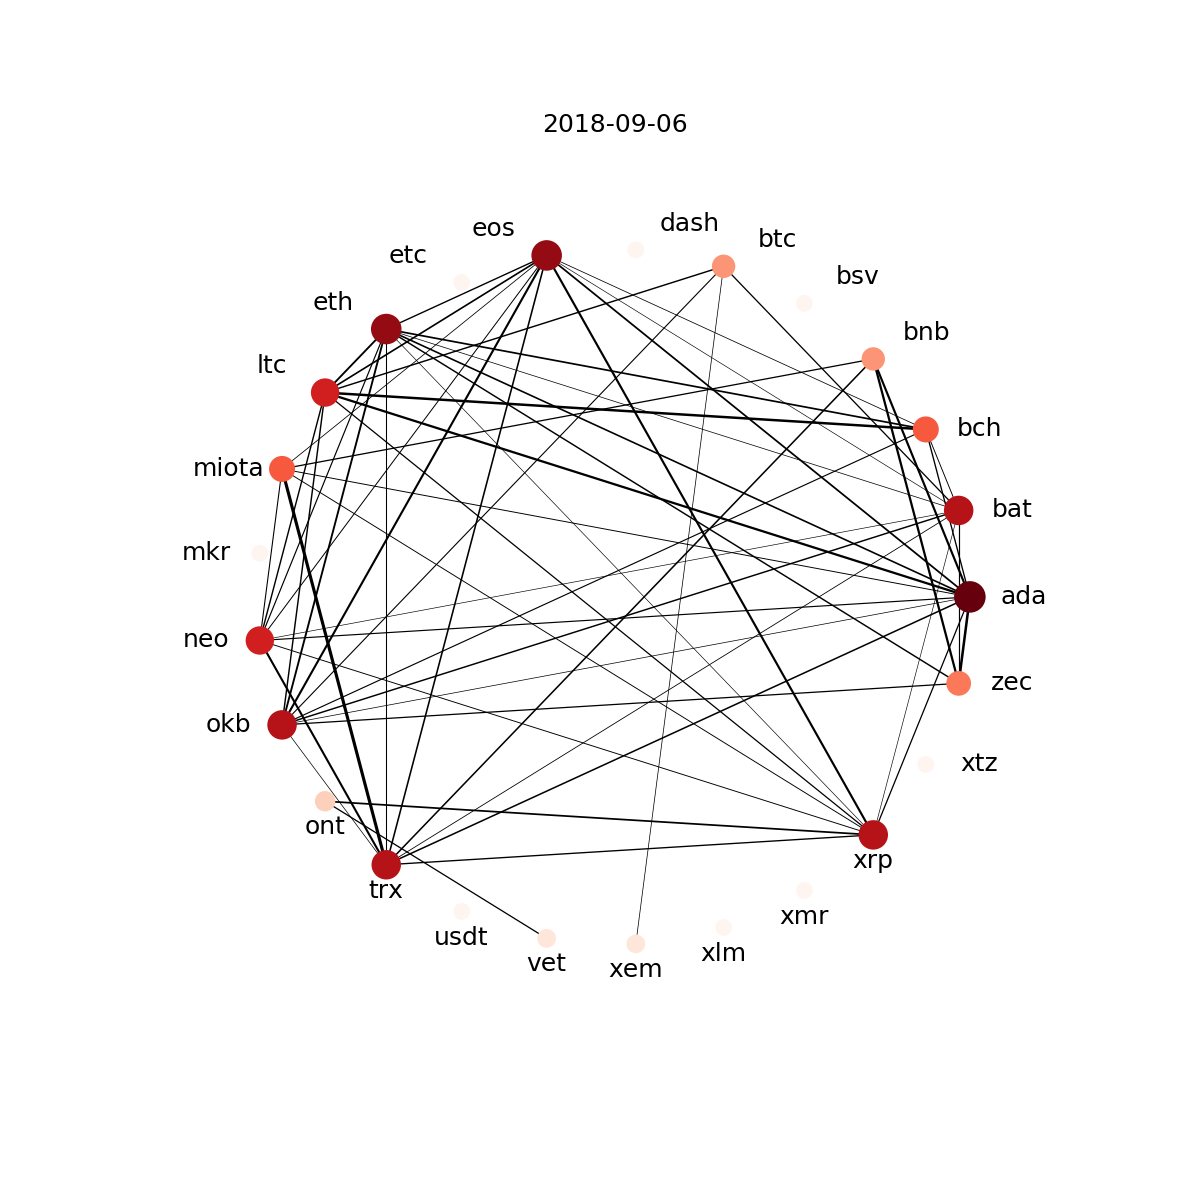 2018-09-06
dash
eos
btc
etc
bsv
eth
bnb
ltc
bch
miota
bat
mkr
ada
neo
zec
okb
xtz
ont
xrp
trx
xmr
usdt
xlm
vet
xem